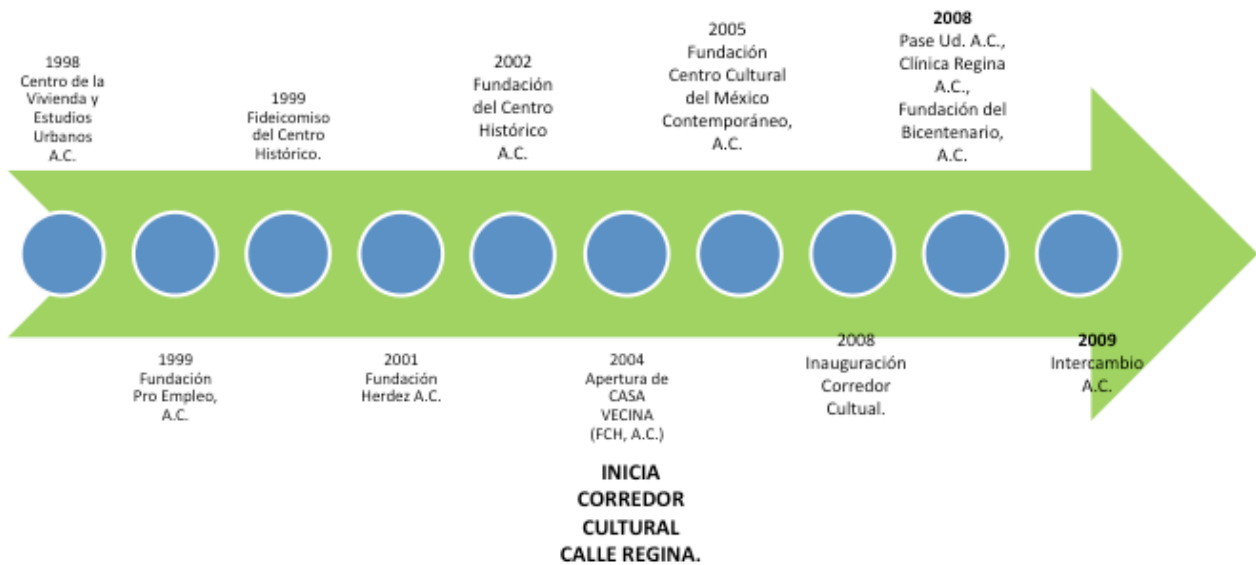 1998
Centro de la
Vivienda y
Estudios
Urbanos
A.C.
1999
Fundación
Pro Empleo,
A.C.
1999
Fideicomiso
del Centro
Histórico.
2001
Fundación
Herdez A.C.
2002
Fundación
del Centro
Histórico
A.C.
2004
Apertura de
CASA
VECINA
(FCH, A.C.)
INICIA
CORREDOR
CULTURAL
CALLE REGINA.
2005
Fundación
Centro Cultural
del México
Contemporáneo,
A.C.
2008
Inauguración
Corredor
Cultual.
2008
Pase Ud. A.C.,
Clínica Regina
A.C.,
Fundación del
Bicentenario,
A.C.
2009
Intercambio
A.C.